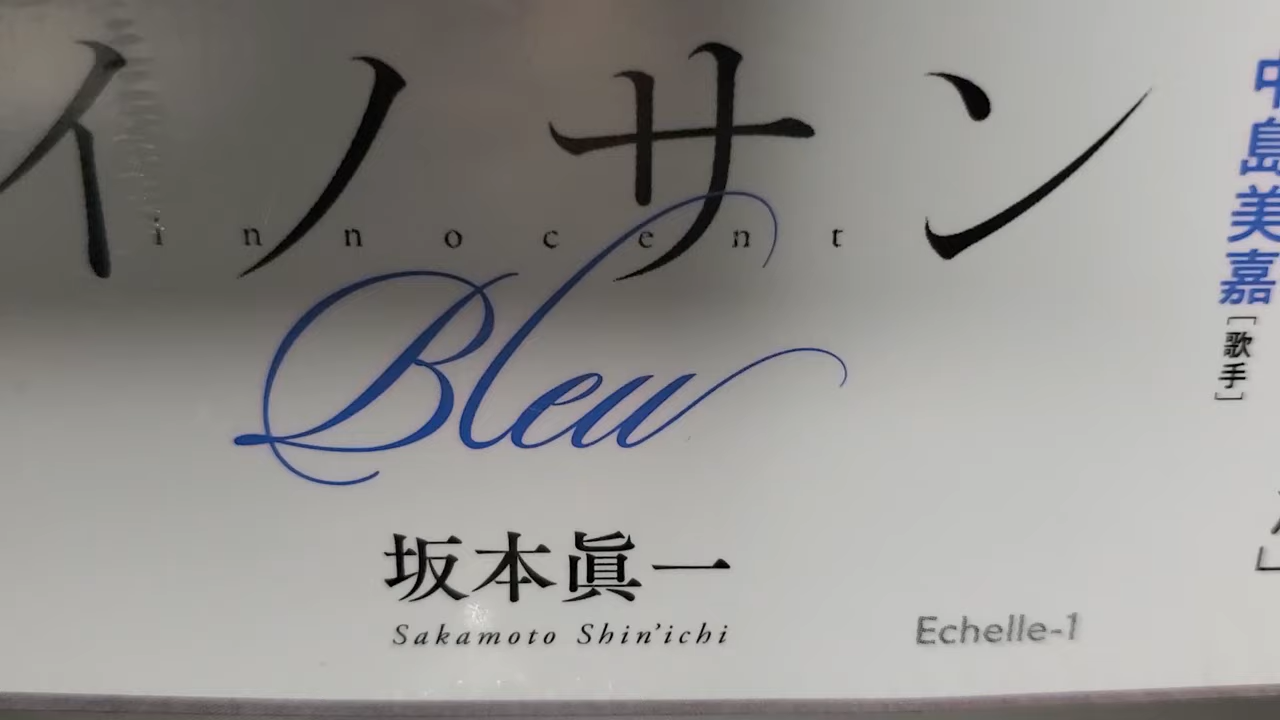 イノサン
innocent
Bleu
坂本眞一
Sakamoto Shin'ichi
Echelle-1
中島美嘉
[歌手]